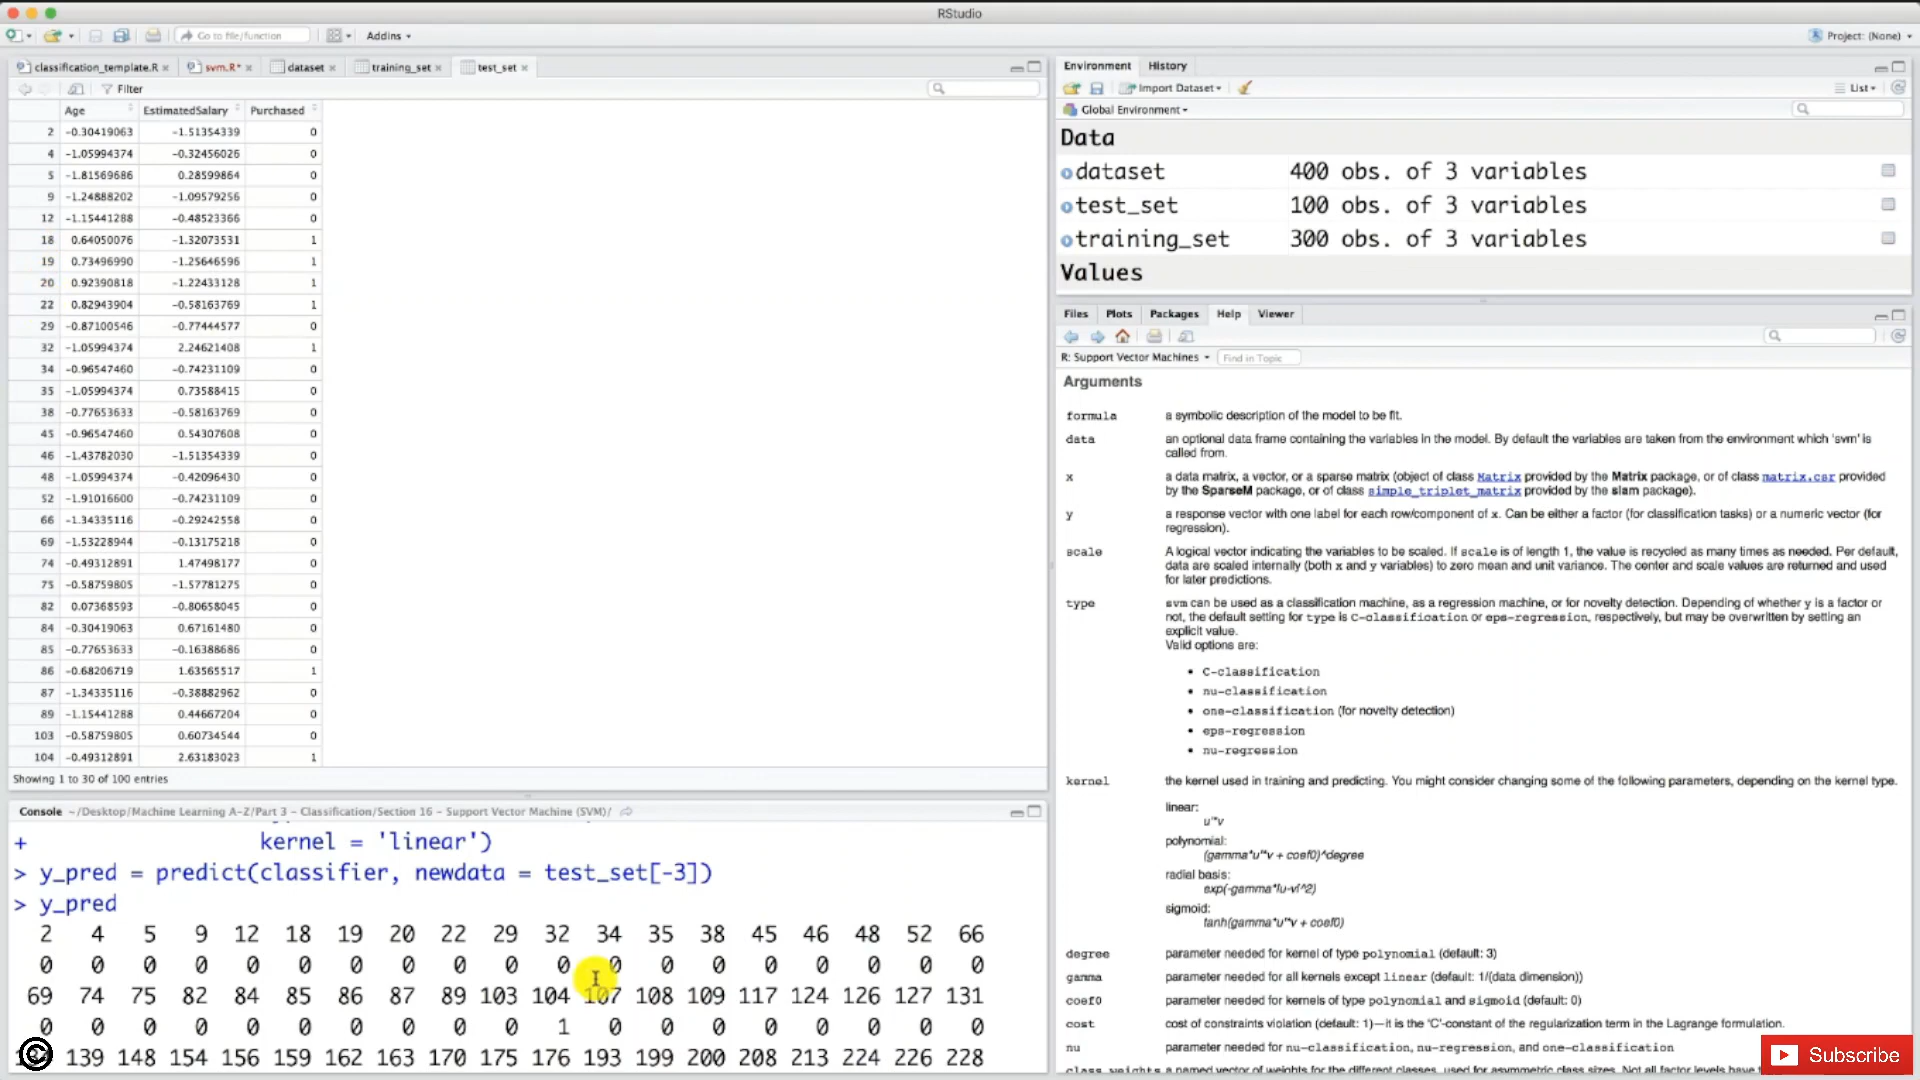 RStudio
Go to file/function Addins Project: (None)
classification_template.R svm.R* dataset training_set test_set
Filter
Age EstimatedSalary Purchased
2 -0.30419063 -1.51354339 0
4 -1.05994374 -0.32456026 0
5 -1.81569686 0.28599864 0
9 -1.24888202 -1.09579256 0
12 -1.15441288 -0.48523366 0
18 0.64050076 -1.32073531 1
19 0.73496990 -1.25646596 1
20 0.92390818 -1.22433128 1
22 0.82943904 -0.58163769 1
29 -0.87100546 -0.77444577 0
32 -1.05994374 2.24621408 1
34 -0.96547460 -0.74231109 0
35 -1.05994374 0.73588415 0
38 -0.77653633 -0.58163769 0
45 -0.96547460 0.54307608 0
46 -1.43782030 -1.51354339 0
48 -1.05994374 -0.42096430 0
52 -1.91016600 -0.74231109 0
66 -1.34335116 -0.29242558 0
69 -1.53228944 -0.13175218 0
74 -0.49312891 1.47498177 0
75 -0.58759805 -1.57781275 0
82 0.07368593 -0.80658045 0
84 -0.30419063 0.67161480 0
85 -0.77653633 -0.16388686 0
86 -0.68206719 1.63565517 1
87 -1.34335116 -0.38882962 0
89 -1.15441288 0.44667204 0
103 -0.58759805 0.60734544 0
104 -0.49312891 2.63183023 1
Showing 1 to 30 of 100 entries
Console ~/Desktop/Machine Learning A-Z/Part 3 - Classification/Section 16 - Support Vector Machine (SVM)/
+ kernel = 'linear')
> y_pred = predict(classifier, newdata = test_set[-3])
> y_pred
2 4 5 9 12 18 19 20 22 29 32 34 35 38 45 46 48 52 66
0 0 0 0 0 0 0 0 0 0 0 0 0 0 0 0 0 0 0
69 74 75 82 84 85 86 87 89 103 104 107 108 109 117 124 126 127 131
0 0 0 0 0 0 0 0 0 0 1 0 0 0 0 0 0 0 0
139 148 154 156 159 162 163 170 175 176 193 199 200 208 213 224 226 228
Environment History
Import Dataset List
Global Environment
Data
dataset 400 obs. of 3 variables
test_set 100 obs. of 3 variables
training_set 300 obs. of 3 variables
Values
Files Plots Packages Help Viewer
R: Support Vector Machines Find in Topic
Arguments
formula a symbolic description of the model to be fit.
data an optional data frame containing the variables in the model. By default the variables are taken from the environment which 'svm' is
called from.
x a data matrix, a vector, or a sparse matrix (object of class Matrix provided by the Matrix package, or of class matrix.csr provided
by the SparseM package, or of class simple_triplet_matrix provided by the slam package).
y a response vector with one label for each row/component of x. Can be either a factor (for classification tasks) or a numeric vector (for
regression).
scale A logical vector indicating the variables to be scaled. If scale is of length 1, the value is recycled as many times as needed. Per default,
data are scaled internally (both x and y variables) to zero mean and unit variance. The center and scale values are returned and used
for later predictions.
type svm can be used as a classification machine, as a regression machine, or for novelty detection. Depending of whether y is a factor or
not, the default setting for type is C-classification or eps-regression, respectively, but may be overwritten by setting an
explicit value.
Valid options are:
• C-classification
• nu-classification
• one-classification (for novelty detection)
• eps-regression
• nu-regression
kernel the kernel used in training and predicting. You might consider changing some of the following parameters, depending on the kernel type.
linear:
u'*v
polynomial:
(gamma*u'*v + coef0)^degree
radial basis:
exp(-gamma*|u-v|^2)
sigmoid:
tanh(gamma*u'*v + coef0)
degree parameter needed for kernel of type polynomial (default: 3)
gamma parameter needed for all kernels except linear (default: 1/(data dimension))
coef0 parameter needed for kernels of type polynomial and sigmoid (default: 0)
cost cost of constraints violation (default: 1)—it is the 'C'-constant of the regularization term in the Lagrange formulation.
nu parameter needed for nu-classification, nu-regression, and one-classification
class.weights a named vector of weights for the different classes, used for asymmetric class sizes. Not all factor levels have
Subscribe